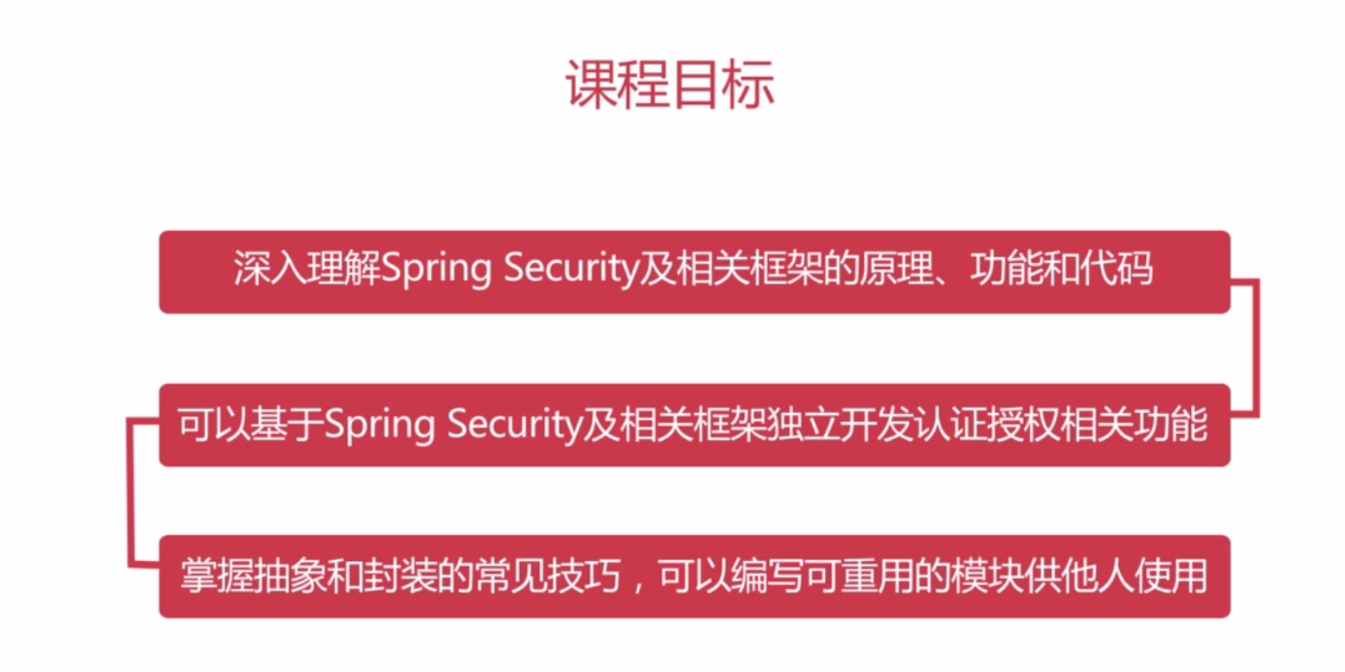 课程目标
深入理解Spring Security及相关框架的原理、功能和代码
可以基于Spring Security及相关框架独立开发认证授权相关功能
掌握抽象和封装的常见技巧，可以编写可重用的模块供他人使用